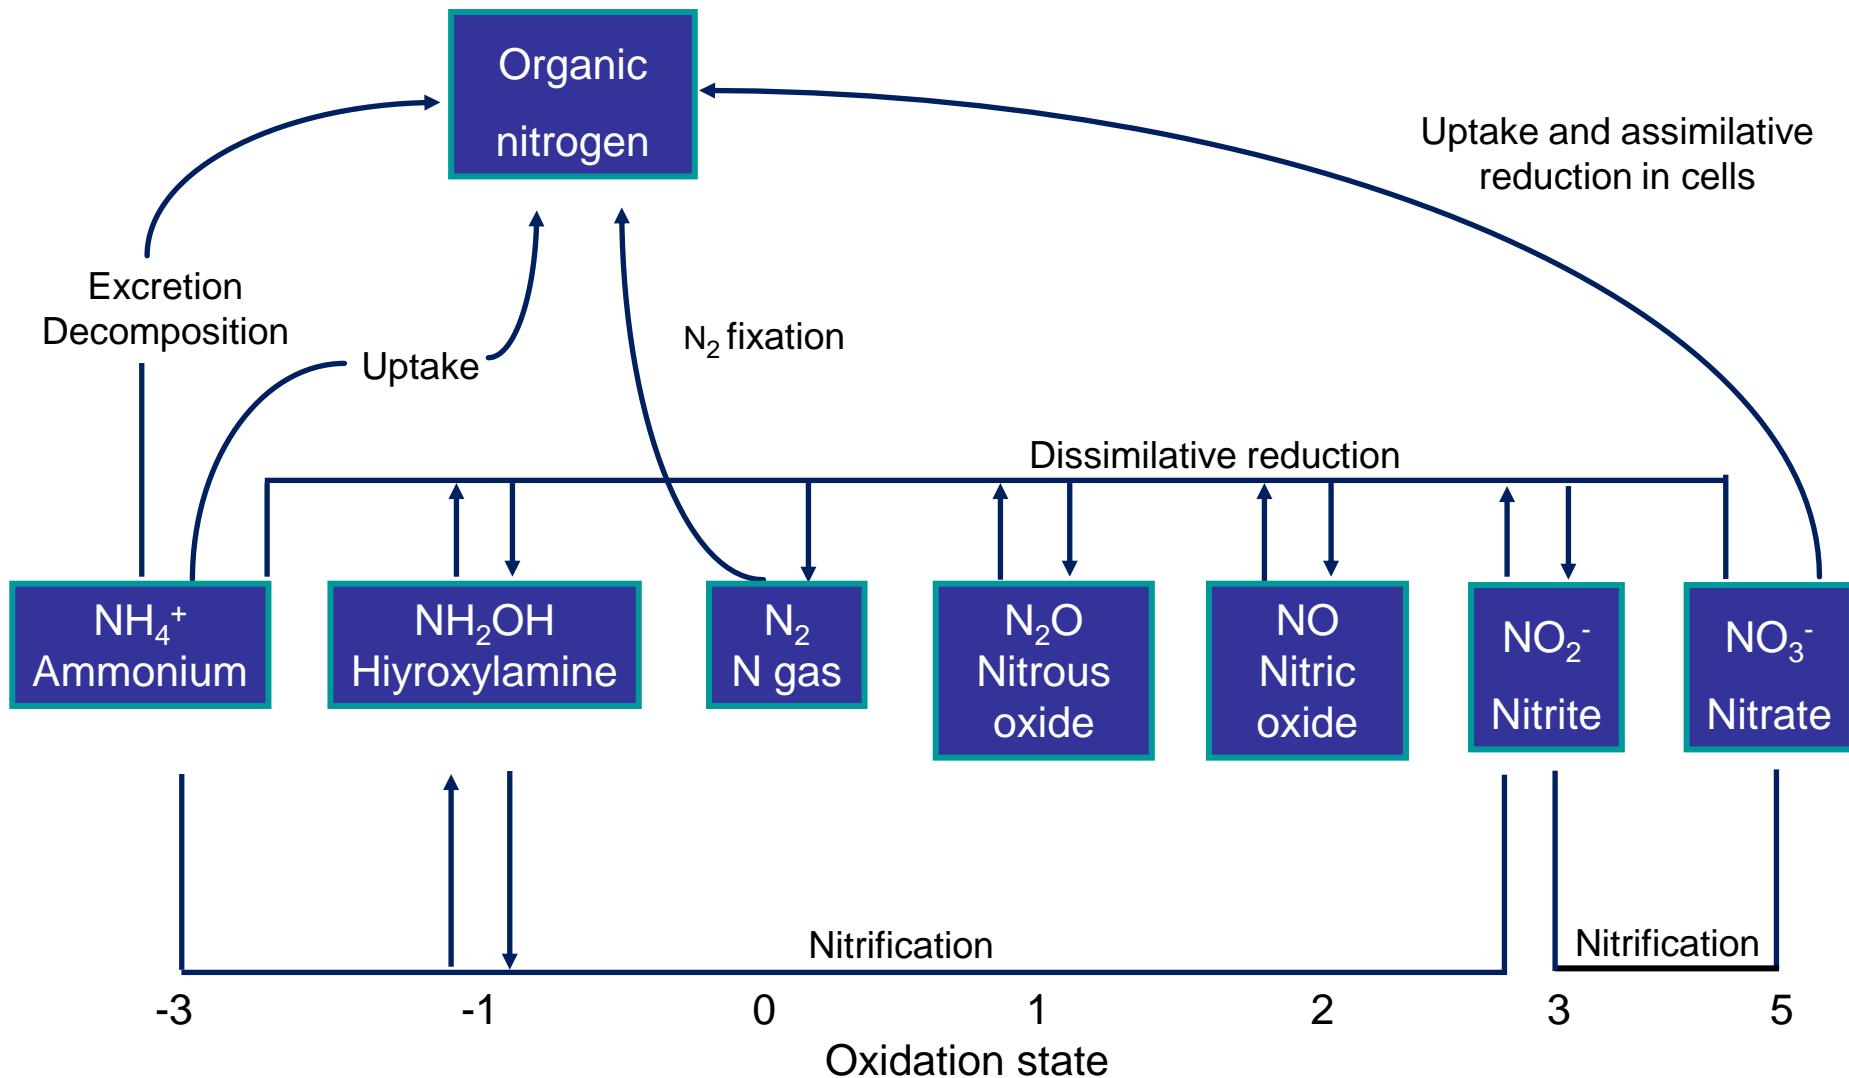 Organic
nitrogen
Uptake and assimilative
reduction in cells
Excretion
Decomposition
Uptake
N₂ fixation
Dissimilative reduction
NH₄⁺
Ammonium
NH₂OH
Hiyroxylamine
N₂
N gas
N₂O
Nitrous
oxide
NO
Nitric
oxide
NO₂⁻
Nitrite
NO₃⁻
Nitrate
Nitrification
Nitrification
-3 -1 0 1 2 3 5
Oxidation state